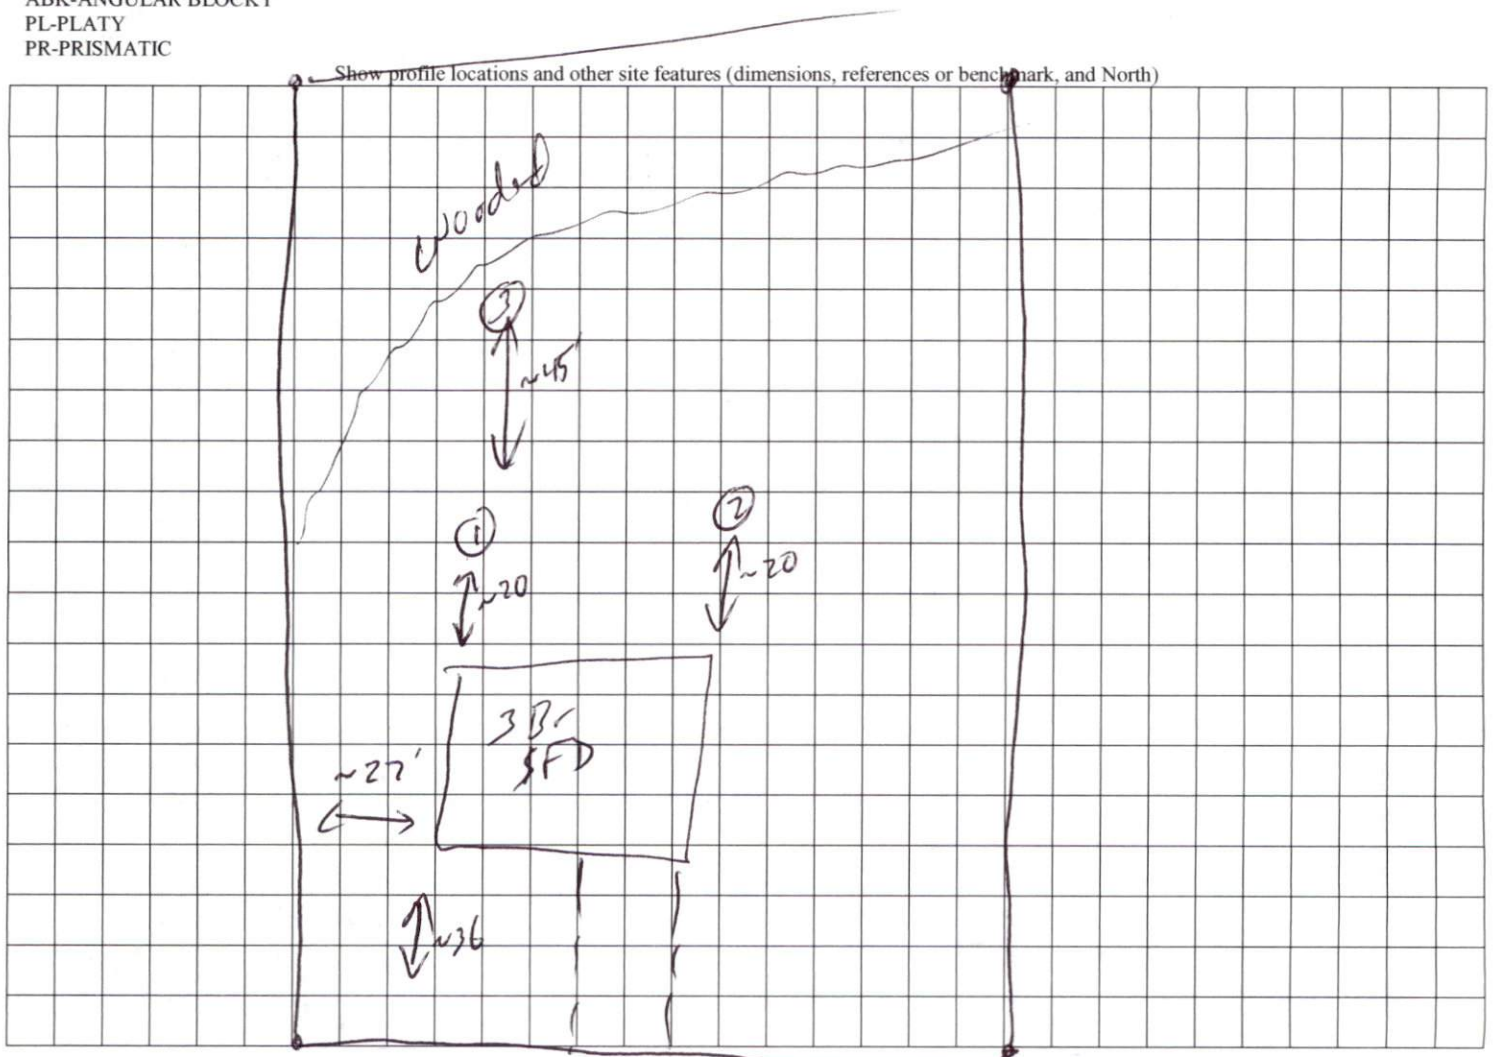 ABK-ANGULAR BLOCKY
PL-PLATY
PR-PRISMATIC
Show profile locations and other site features (dimensions, references or benchmark, and North)
wooded
3
~45'
1
2
~20
~20
3 Br
SFD
~27'
~36